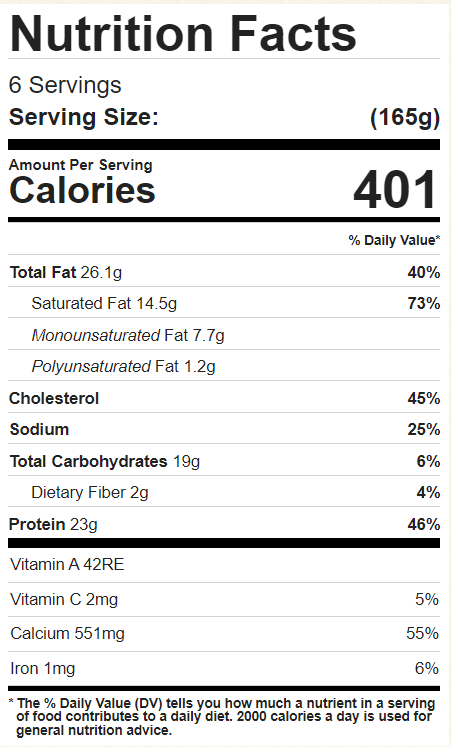 Nutrition Facts
6 Servings
Serving Size: (165g)
Amount Per Serving
Calories 401
% Daily Value*
Total Fat 26.1g 40%
Saturated Fat 14.5g 73%
Monounsaturated Fat 7.7g
Polyunsaturated Fat 1.2g
Cholesterol 45%
Sodium 25%
Total Carbohydrates 19g 6%
Dietary Fiber 2g 4%
Protein 23g 46%
Vitamin A 42RE
Vitamin C 2mg 5%
Calcium 551mg 55%
Iron 1mg 6%
* The % Daily Value (DV) tells you how much a nutrient in a serving
of food contributes to a daily diet. 2000 calories a day is used for
general nutrition advice.